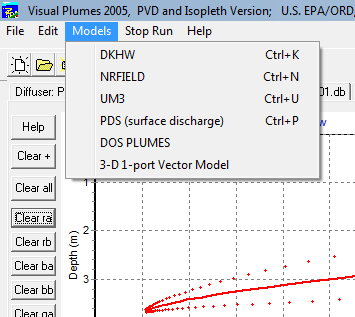 Visual Plumes 2005, PVD and Isopleth Version; U.S. EPA/ORD,
File Edit Models Stop Run Help
DKHW Ctrl+K
NRFIELD Ctrl+N
UM3 Ctrl+U
PDS (surface discharge) Ctrl+P
DOS PLUMES
3-D 1-port Vector Model
Diffuser: P
01.db
Help
Clear +
Clear all
Clear ra
Clear rb
Clear ba
Clear bb
Clear ga
w
1
3
Depth (m)